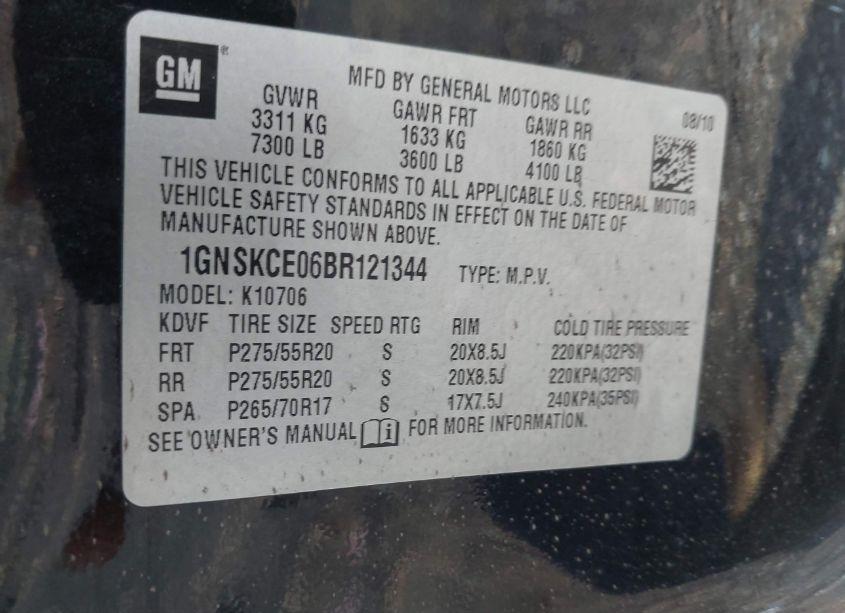 GM ®
MFD BY GENERAL MOTORS LLC
08/10
GVWR GAWR FRT GAWR RR
3311 KG 1633 KG 1860 KG
7300 LB 3600 LB 4100 LB
THIS VEHICLE CONFORMS TO ALL APPLICABLE U.S. FEDERAL MOTOR
VEHICLE SAFETY STANDARDS IN EFFECT ON THE DATE OF
MANUFACTURE SHOWN ABOVE.
1GNSKCE06BR121344 TYPE: M.P.V.
MODEL: K10706
KDVF TIRE SIZE SPEED RTG RIM COLD TIRE PRESSURE
FRT P275/55R20 S 20X8.5J 220KPA(32PSI)
RR P275/55R20 S 20X8.5J 220KPA(32PSI)
SPA P265/70R17 S 17X7.5J 240KPA(35PSI)
SEE OWNER'S MANUAL i FOR MORE INFORMATION.